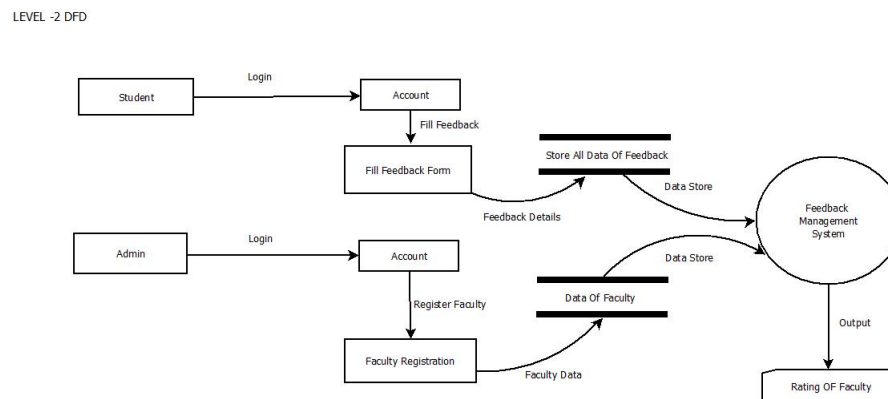 LEVEL -2 DFD
Login
Student
Account
Fill Feedback
Fill Feedback Form
Store All Data Of Feedback
Feedback Details
Data Store
Feedback
Management
System
Admin
Login
Account
Data Store
Register Faculty
Data Of Faculty
Output
Faculty Registration
Faculty Data
Rating OF Faculty